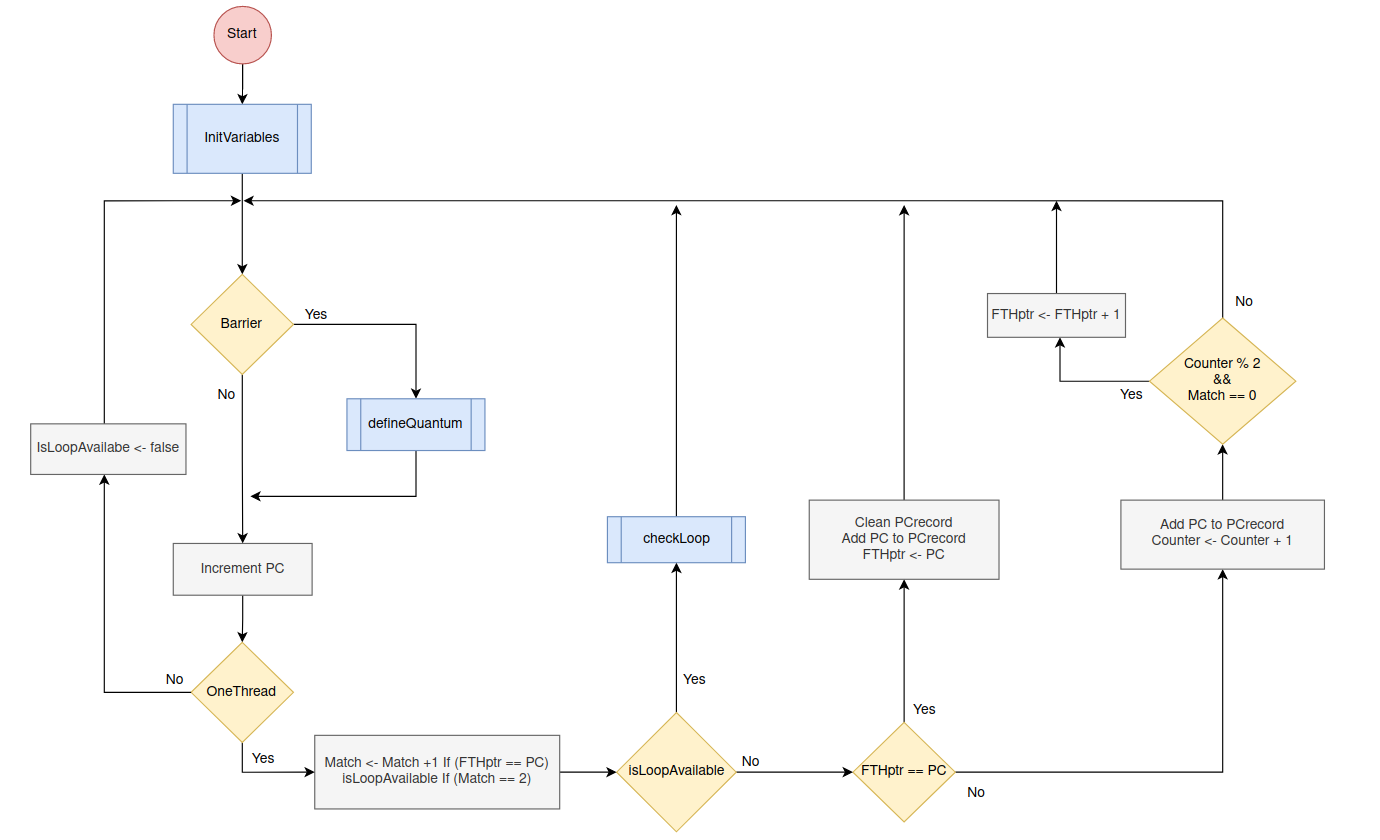 Start
InitVariables
Barrier
Yes
No
defineQuantum
IsLoopAvailabe <- false
Increment PC
OneThread
No
Yes
Match <- Match +1 If (FTHptr == PC)
isLoopAvailable If (Match == 2)
isLoopAvailable
Yes
No
checkLoop
FTHptr == PC
Yes
No
Clean PCrecord
Add PC to PCrecord
FTHptr <- PC
Add PC to PCrecord
Counter <- Counter + 1
Counter % 2
&&
Match == 0
Yes
No
FTHptr <- FTHptr + 1